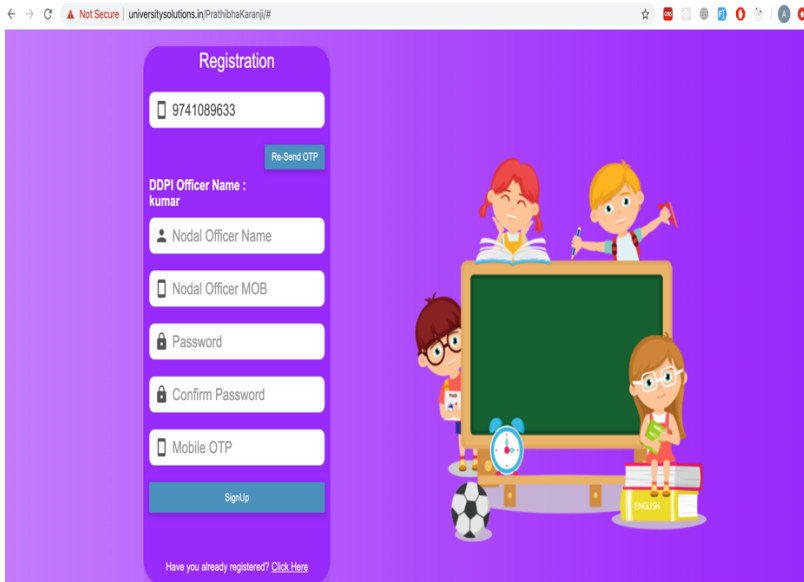 Not Secure | universitysolutions.in/PrathibhaKaranji/#
Registration
9741089633
Re-Send OTP
DDPI Officer Name :
kumar
Nodal Officer Name
Nodal Officer MOB
Password
Confirm Password
Mobile OTP
SignUp
Have you already registered? Click Here
ENGLISH
A